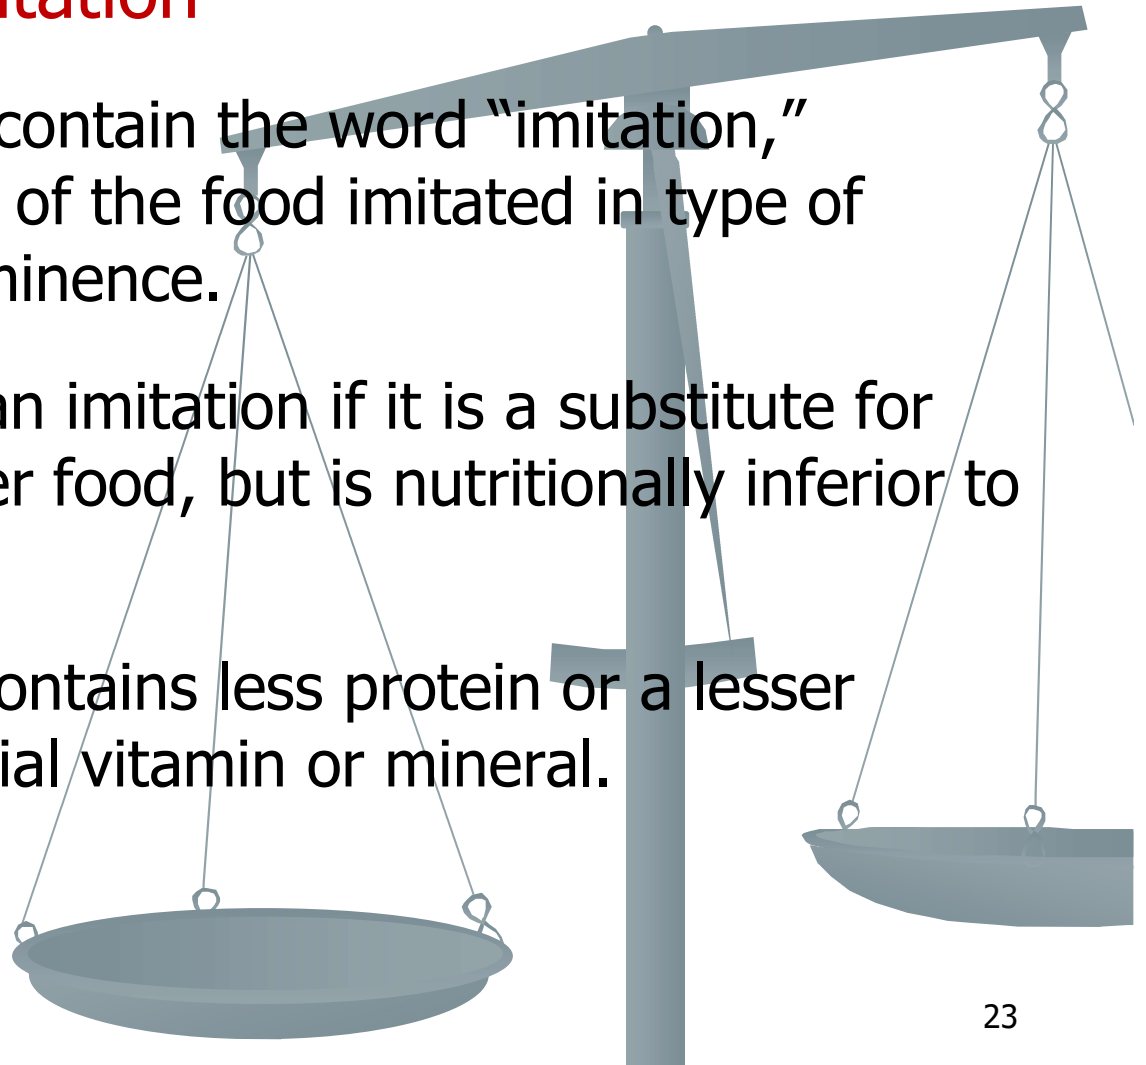 itation
contain the word “imitation,”
of the food imitated in type of
minence.
an imitation if it is a substitute for
er food, but is nutritionally inferior to
ontains less protein or a lesser
ial vitamin or mineral.
23